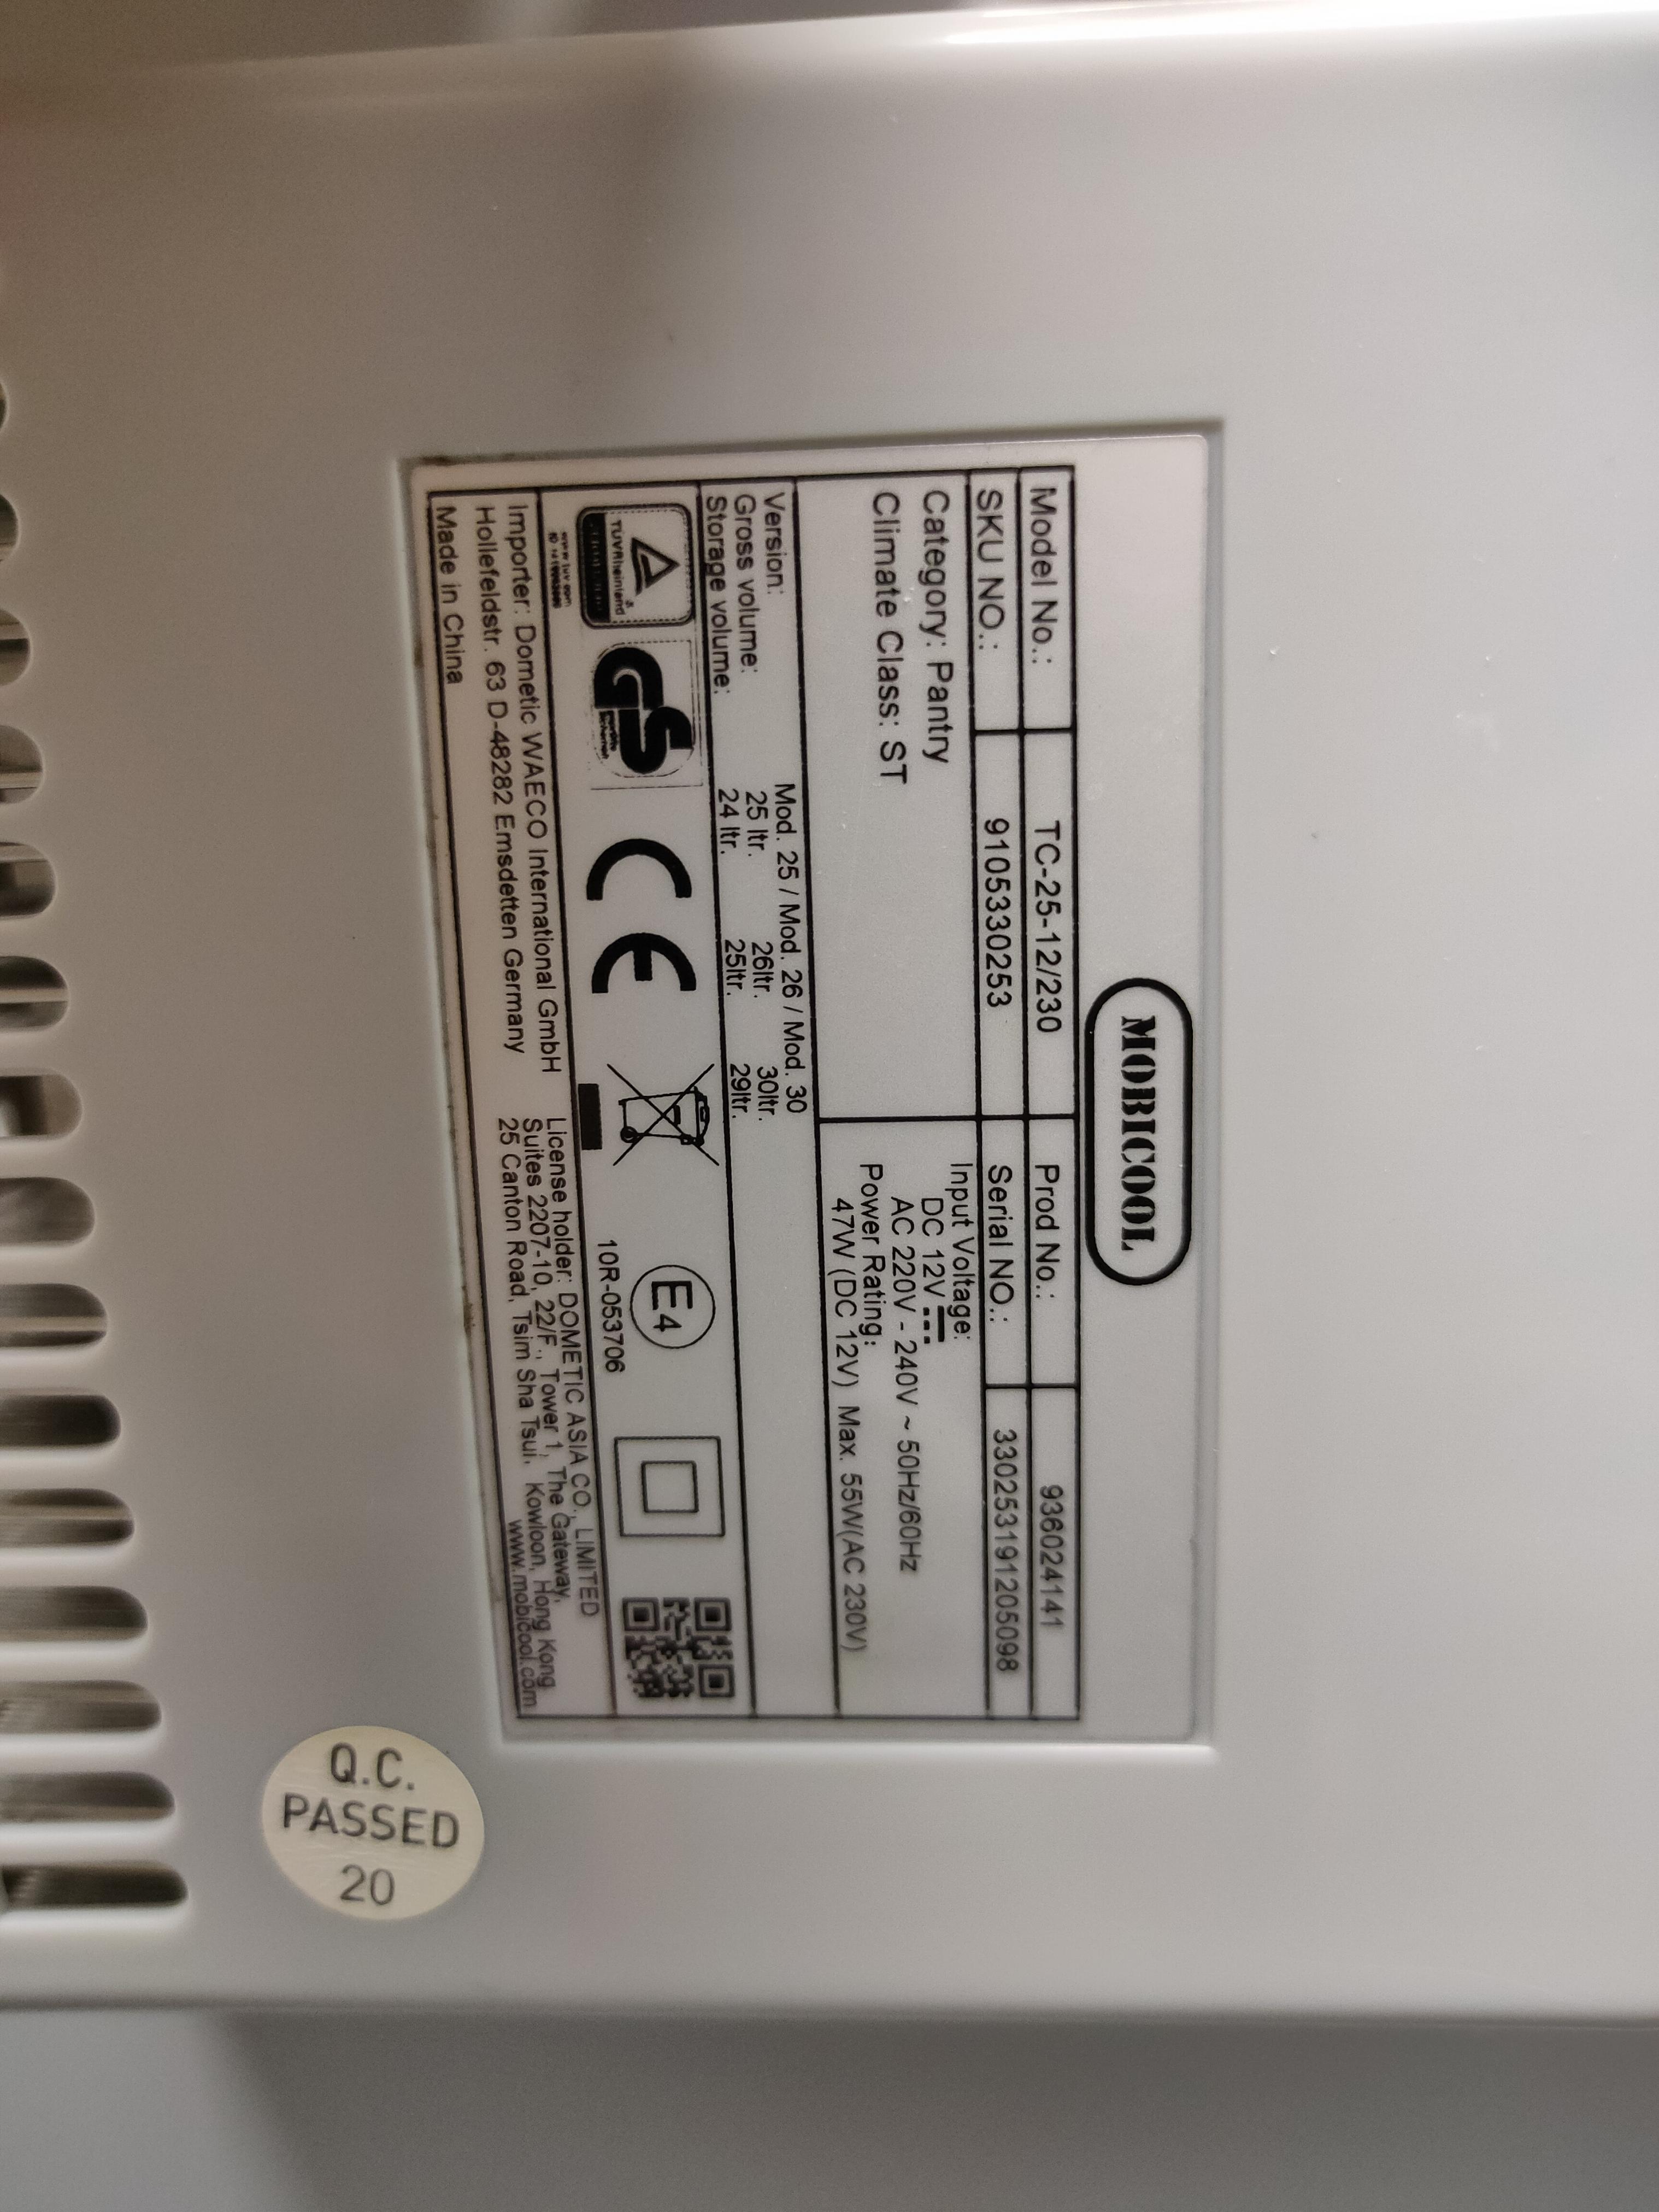 MOBICOOL
Model No.: TC-25-12/230 Prod No.: 936024141
SKU NO.: 9105330253 Serial NO.: 33025319120509​8
Category: Pantry
Climate Class: ST
Input Voltage:
DC 12V
AC 220V - 240V ~ 50Hz/60Hz
Power Rating:
47W (DC 12V) Max. 55W(AC 230V)
Version: Mod. 25 / Mod. 26 / Mod. 30
Gross volume: 25 ltr. 26ltr. 30ltr.
Storage volume: 24 ltr. 25ltr. 29ltr.
TÜVRheinland
www.tuv.com
GS
CE
E4
10R-053706
Importer: Dometic WAECO International GmbH
Hollefeldstr. 63 D-48282 Emsdetten Germany
Made in China
License holder: DOMETIC ASIA CO., LIMITED
Suites 2207-10, 22/F., Tower 1, The Gateway,
25 Canton Road, Tsim Sha Tsui, Kowloon, Hong Kong
www.mobicool.com
Q.C.
PASSED
20